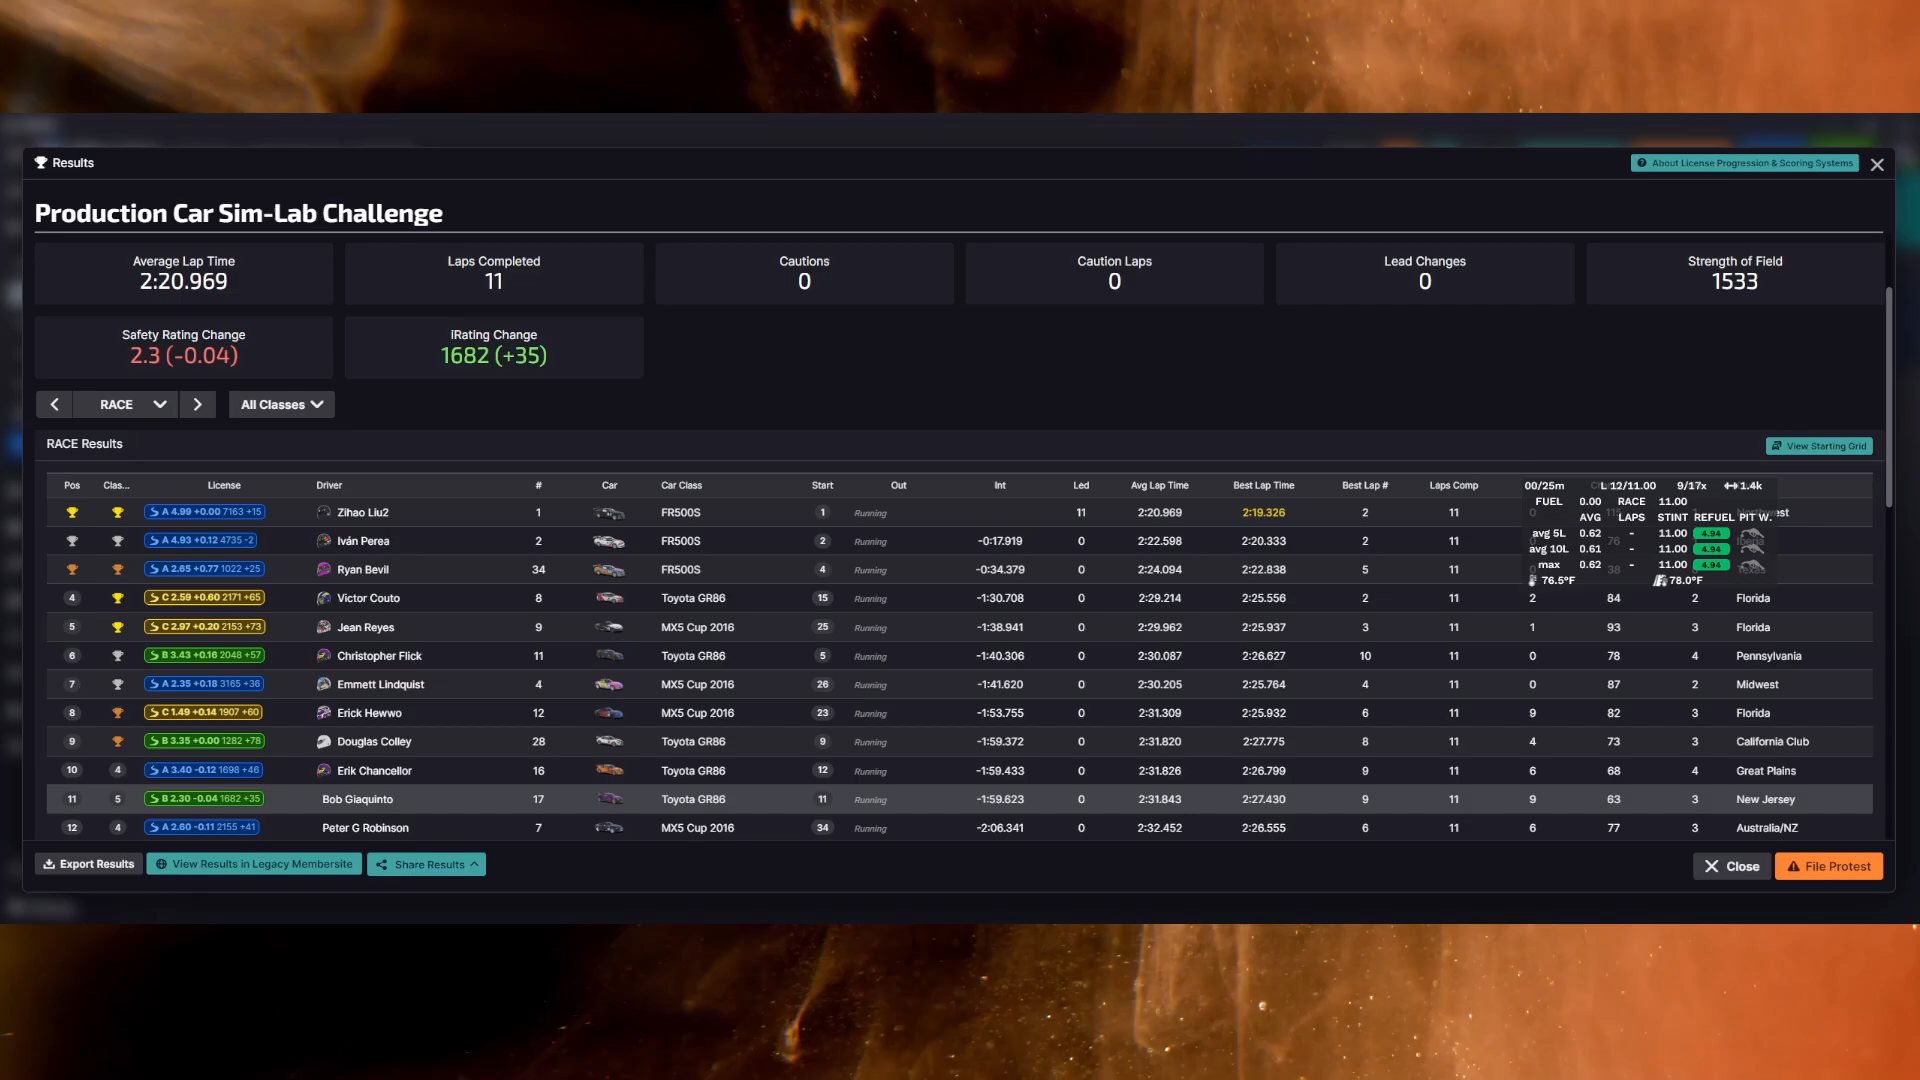 Results
About License Progression & Scoring Systems
Production Car Sim-Lab Challenge
Average Lap Time
2:20.969
Laps Completed
11
Cautions
0
Caution Laps
0
Lead Changes
0
Strength of Field
1533
Safety Rating Change
2.3 (-0.04)
iRating Change
1682 (+35)
RACE
All Classes
RACE Results
View Starting Grid
Pos Clas... License Driver # Car Car Class Start Out Int Led Avg Lap Time Best Lap Time Best Lap # Laps Comp
A 4.99 +0.00 7163 +15 Zihao Liu2 1 FR500S 1 Running 11 2:20.969 2:19.326 2 11
A 4.93 +0.12 4735 -2 Iván Perea 2 FR500S 2 Running -0:17.919 0 2:22.598 2:20.333 2 11 76
A 2.65 +0.77 1022 +25 Ryan Bevil 34 FR500S 4 Running -0:34.379 0 2:24.094 2:22.838 5 11 38 Texas
00/25m L 12/11.00 9/17x 1.4k
FUEL 0.00 RACE 11.00
AVG LAPS STINT REFUEL PIT W.
avg 5L 0.62 - 11.00 4.94
avg 10L 0.61 - 11.00 4.94
max 0.62 - 11.00 4.94
76.5°F 78.0°F
4 C 2.59 +0.60 2171 +65 Victor Couto 8 Toyota GR86 15 Running -1:30.708 0 2:29.214 2:25.556 2 11 2 84 2 Florida
5 C 2.97 +0.20 2153 +73 Jean Reyes 9 MX5 Cup 2016 25 Running -1:38.941 0 2:29.962 2:25.937 3 11 1 93 3 Florida
6 B 3.43 +0.16 2048 +57 Christopher Flick 11 Toyota GR86 5 Running -1:40.306 0 2:30.087 2:26.627 10 11 0 78 4 Pennsylvania
7 A 2.35 +0.18 3165 +36 Emmett Lindquist 4 MX5 Cup 2016 26 Running -1:41.620 0 2:30.205 2:25.764 4 11 0 87 2 Midwest
8 C 1.49 +0.14 1907 +60 Erick Hewwo 12 MX5 Cup 2016 23 Running -1:53.755 0 2:31.309 2:25.932 6 11 9 82 3 Florida
9 B 3.35 +0.00 1282 +78 Douglas Colley 28 Toyota GR86 9 Running -1:59.372 0 2:31.820 2:27.775 8 11 4 73 3 California Club
10 4 A 3.40 -0.12 1698 +46 Erik Chancellor 16 Toyota GR86 12 Running -1:59.433 0 2:31.826 2:26.799 9 11 6 68 4 Great Plains
11 5 B 2.30 -0.04 1682 +35 Bob Giaquinto 17 Toyota GR86 11 Running -1:59.623 0 2:31.843 2:27.430 9 11 9 63 3 New Jersey
12 4 A 2.60 -0.11 2155 +41 Peter G Robinson 7 MX5 Cup 2016 34 Running -2:06.341 0 2:32.452 2:26.555 6 11 6 77 3 Australia/NZ
Export Results
View Results in Legacy Membersite
Share Results
Close
File Protest